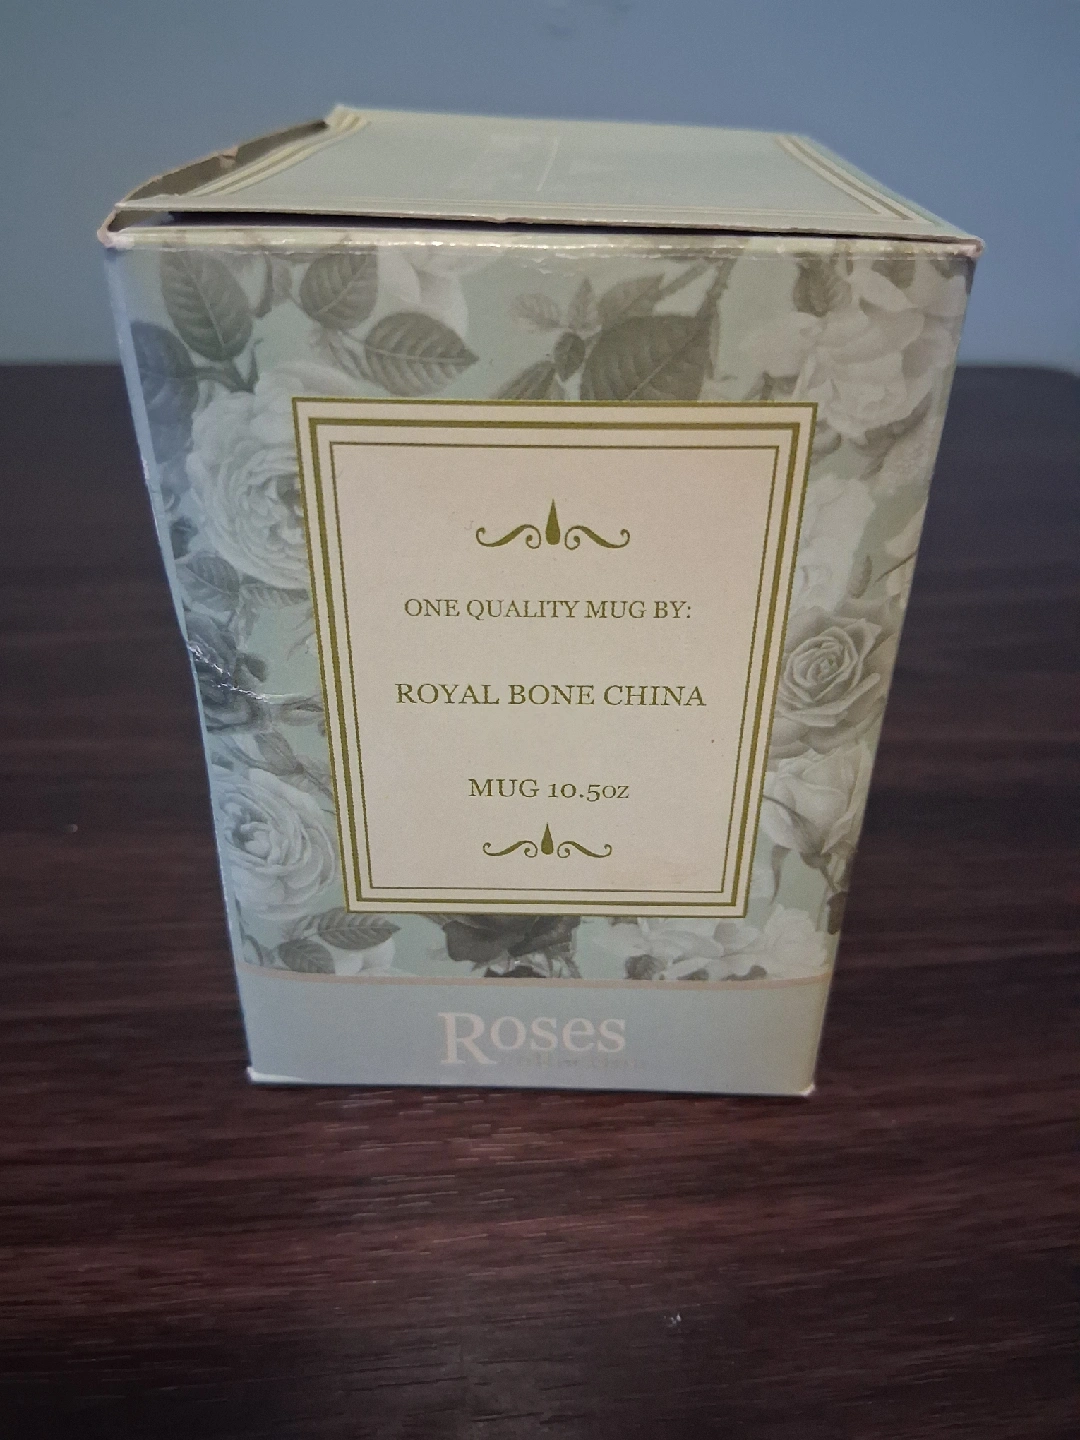 ONE QUALITY MUG BY:
ROYAL BONE CHINA
MUG 10.5OZ
Roses